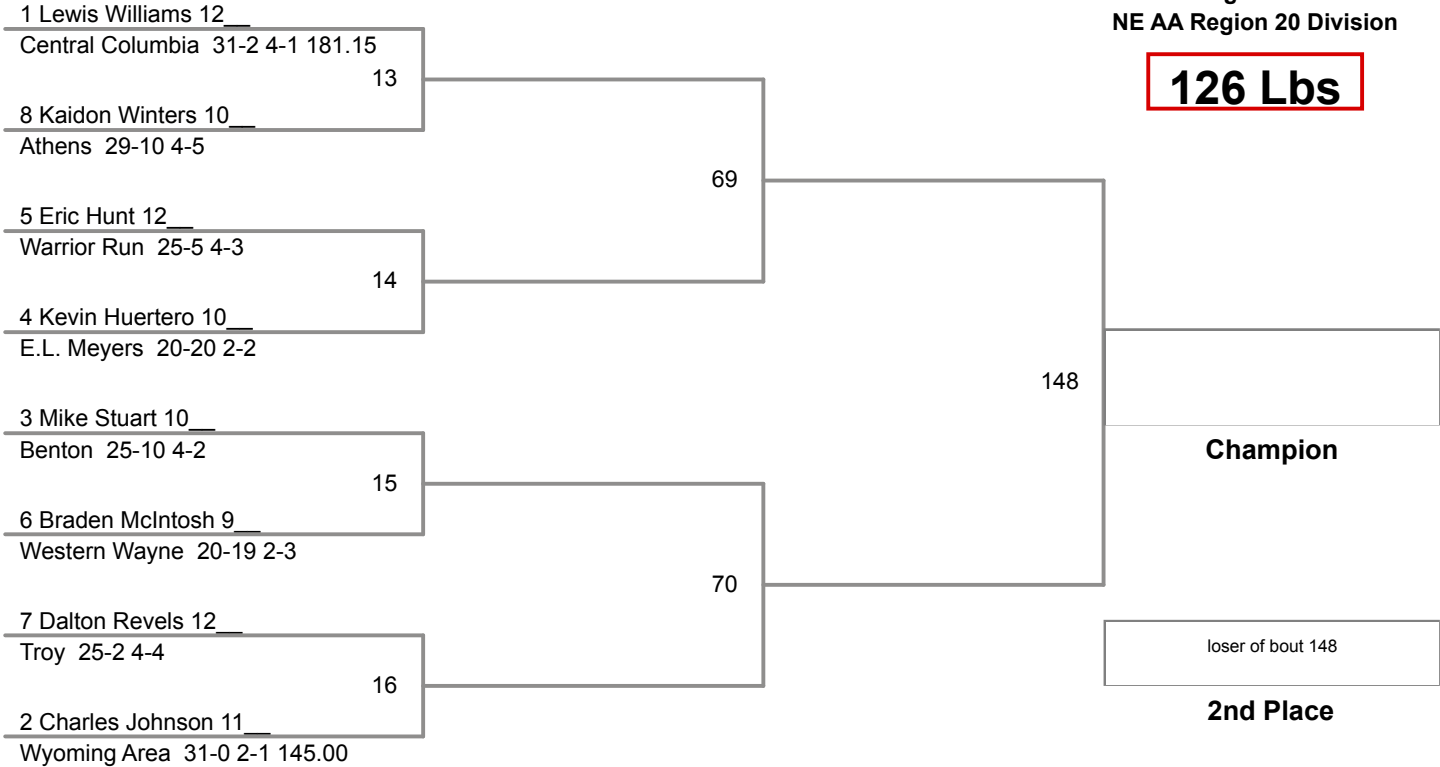 NE AA Region 20 Division
126 Lbs
1 Lewis Williams 12__
Central Columbia 31-2 4-1 181.15
13
8 Kaidon Winters 10__
Athens 29-10 4-5
69
5 Eric Hunt 12__
Warrior Run 25-5 4-3
14
4 Kevin Huertero 10__
E.L. Meyers 20-20 2-2
148
3 Mike Stuart 10__
Benton 25-10 4-2
Champion
15
6 Braden McIntosh 9__
Western Wayne 20-19 2-3
70
7 Dalton Revels 12__
Troy 25-2 4-4
loser of bout 148
16
2nd Place
2 Charles Johnson 11__
Wyoming Area 31-0 2-1 145.00